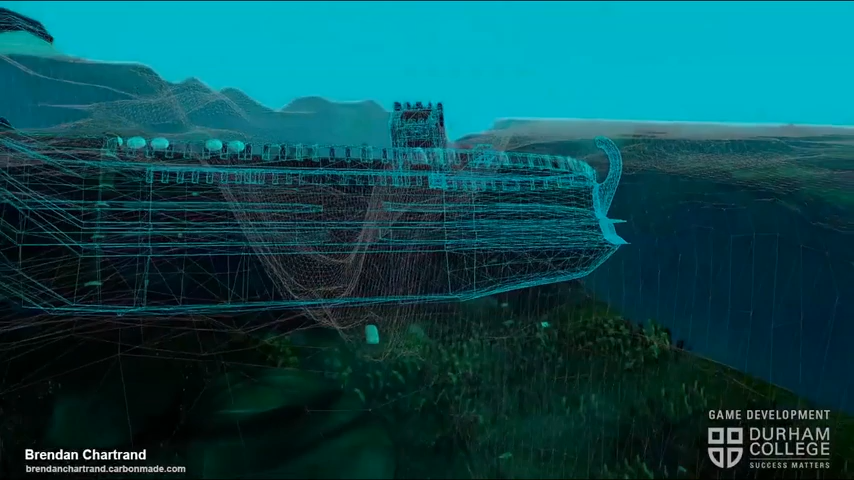 Brendan Chartrand
brendanchartrand.carbonmade.com
GAME DEVELOPMENT
DURHAM
COLLEGE
SUCCESS MATTERS